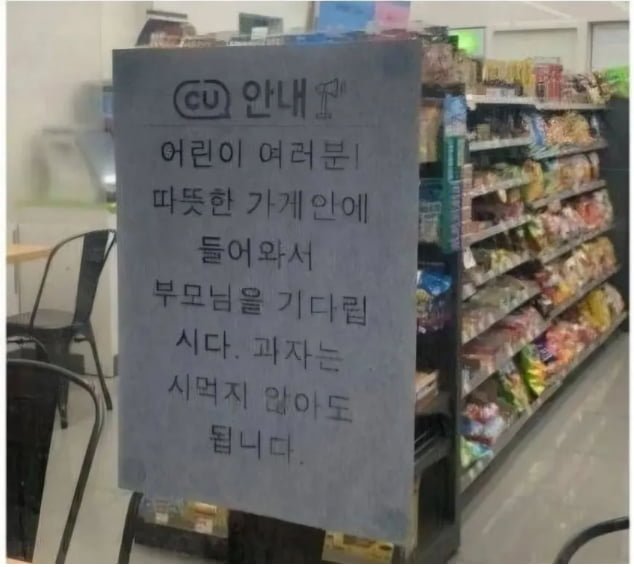 CU 안내
어린이 여러분!
따뜻한 가게안에
들어와서
부모님을 기다립
시다. 과자는
시먹지 않아도
됩니다.